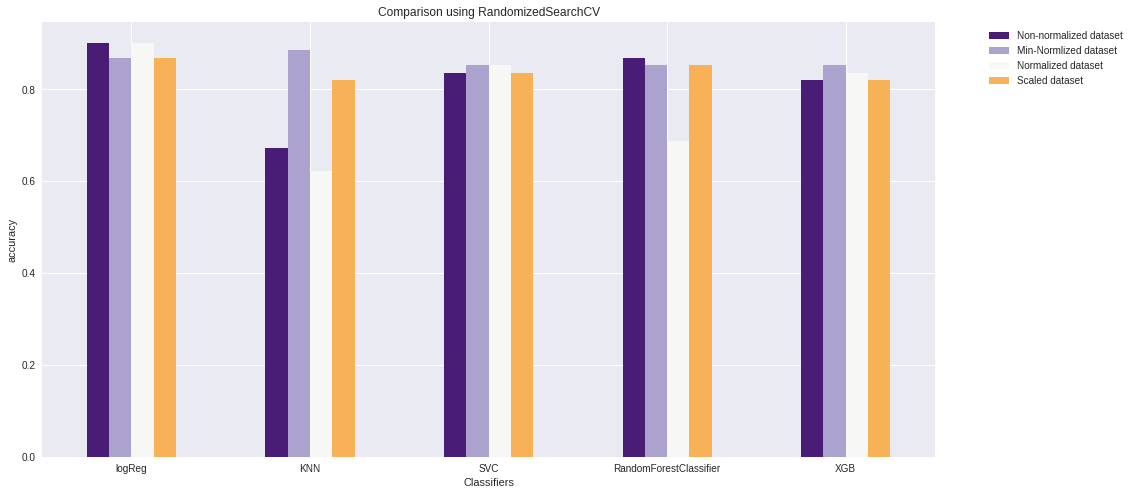 Comparison using RandomizedSearchCV
Non-normalized dataset
Min-Normlized dataset
Normalized dataset
Scaled dataset
accuracy
0.8
0.6
0.4
0.2
0.0
logReg KNN SVC RandomForestClassifier XGB
Classifiers